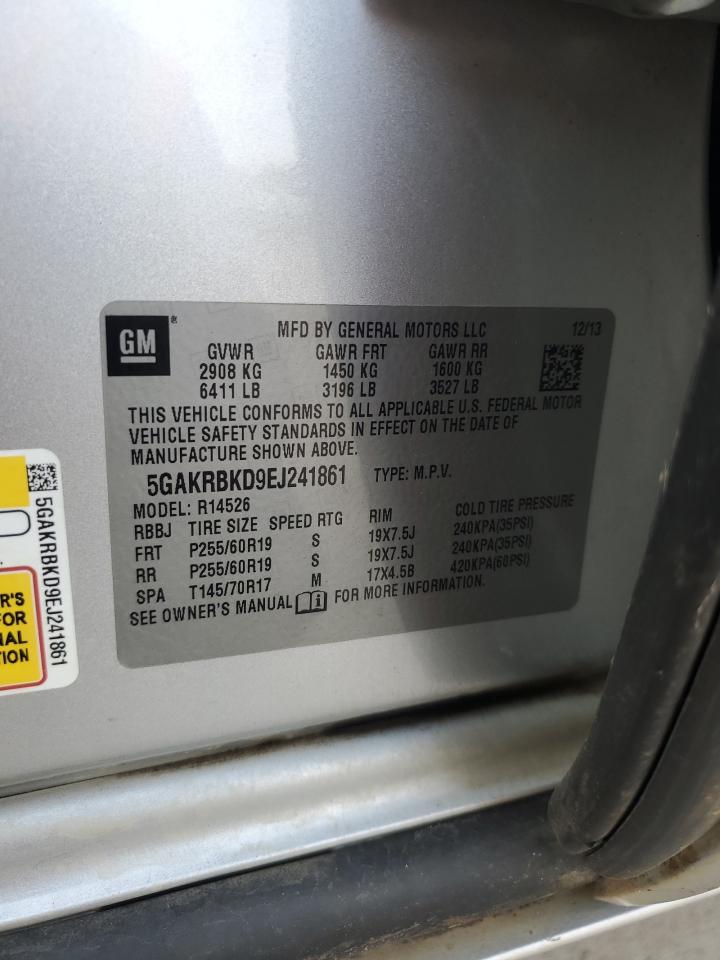 GM®
MFD BY GENERAL MOTORS LLC 12/13
GVWR GAWR FRT GAWR RR
2908 KG 1450 KG 1600 KG
6411 LB 3196 LB 3527 LB
THIS VEHICLE CONFORMS TO ALL APPLICABLE U.S. FEDERAL MOTOR
VEHICLE SAFETY STANDARDS IN EFFECT ON THE DATE OF
MANUFACTURE SHOWN ABOVE.
5GAKRBKD9EJ241861 TYPE: M.P.V.
MODEL: R14526
RBBJ TIRE SIZE SPEED RTG RIM COLD TIRE PRESSURE
FRT P255/60R19 S 19X7.5J 240KPA(35PSI)
RR P255/60R19 S 19X7.5J 240KPA(35PSI)
SPA T145/70R17 M 17X4.5B 420KPA(60PSI)
SEE OWNER'S MANUAL FOR MORE INFORMATION.
5GAKRBKD9EJ241861
R'S
FOR
NAL
TION